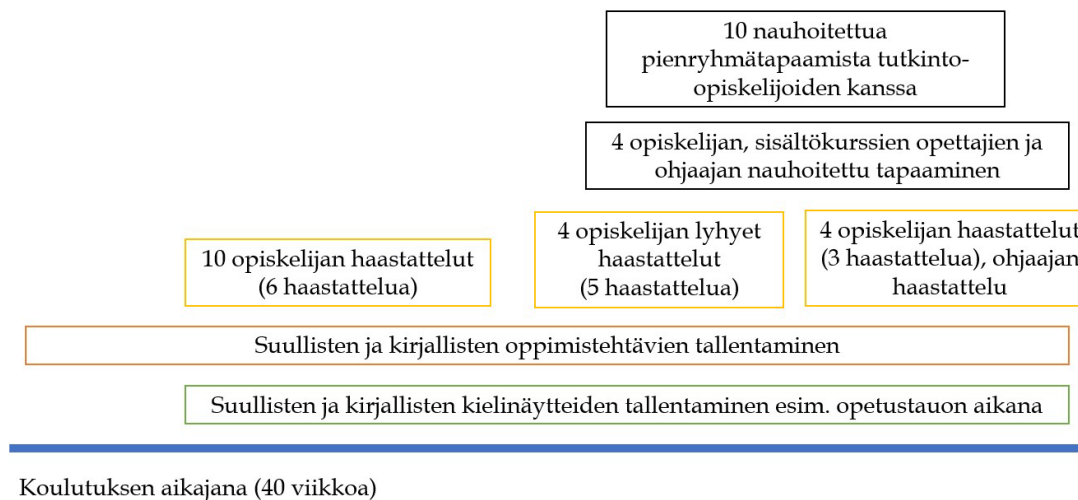 10 nauhoitettua
pienryhmätapaamista tutkinto-
opiskelijoiden kanssa
4 opiskelijan, sisältökurssien opettajien ja
ohjaajan nauhoitettu tapaaminen
10 opiskelijan haastattelut
(6 haastattelua)
4 opiskelijan lyhyet
haastattelut
(5 haastattelua)
4 opiskelijan haastattelut
(3 haastattelua), ohjaajan
haastattelu
Suullisten ja kirjallisten oppimistehtävien tallentaminen
Suullisten ja kirjallisten kielinäytteiden tallentaminen esim. opetustauon aikana
Koulutuksen aikajana (40 viikkoa)